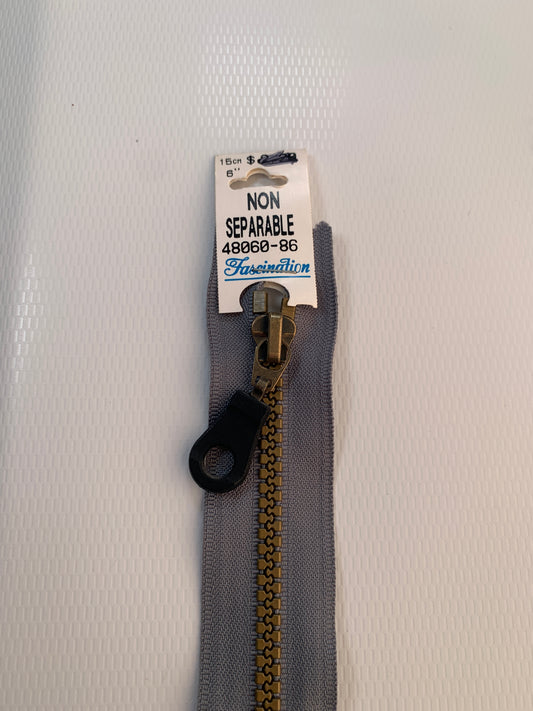 15cm $
6"
NON
SEPARABLE
48060-86
Fascination